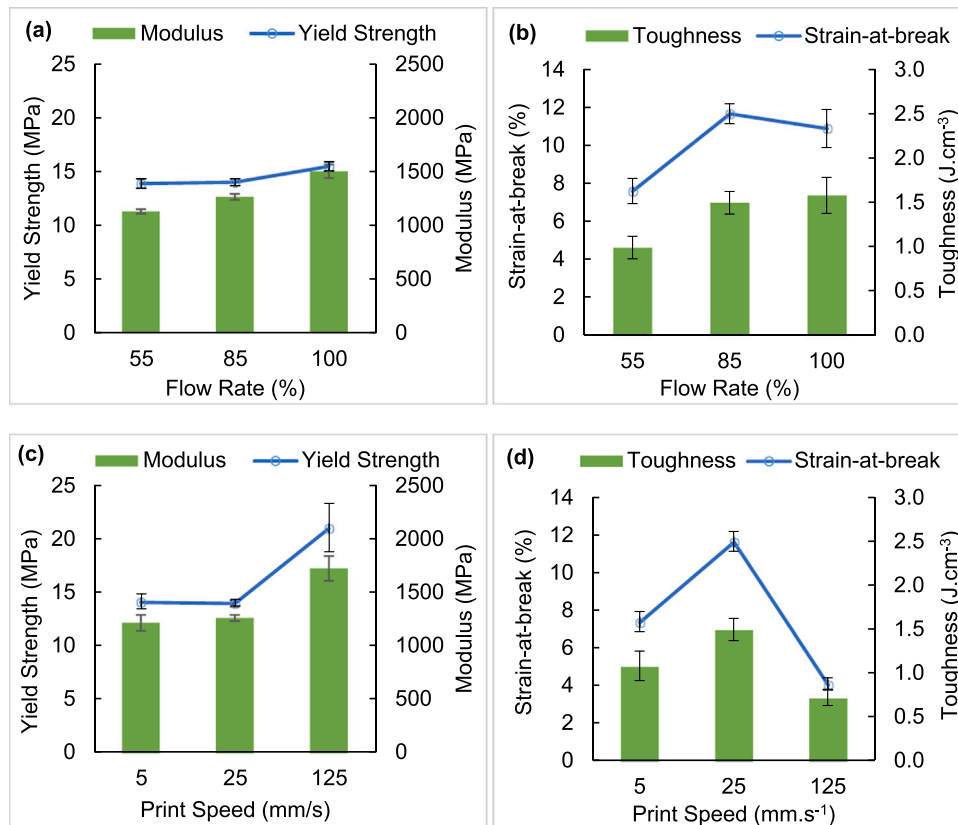 (a) Modulus Yield Strength
25 2500
20 2000
15 1500
10 1000
5 500
0 0
Yield Strength (MPa)
Modulus (MPa)
55 85 100
Flow Rate (%)
(b) Toughness Strain-at-break
14 3.0
12 2.5
10 2.0
8 1.5
6 1.0
4 0.5
2 0.0
0
Strain-at-break (%)
Toughness (J.cm-3)
55 85 100
Flow Rate (%)
(c) Modulus Yield Strength
25 2500
20 2000
15 1500
10 1000
5 500
0 0
Yield Strength (MPa)
Modulus (MPa)
5 25 125
Print Speed (mm/s)
(d) Toughness Strain-at-break
14 3.0
12 2.5
10 2.0
8 1.5
6 1.0
4 0.5
2 0.0
0
Strain-at-break (%)
Toughness (J.cm-3)
5 25 125
Print Speed (mm.s-1)